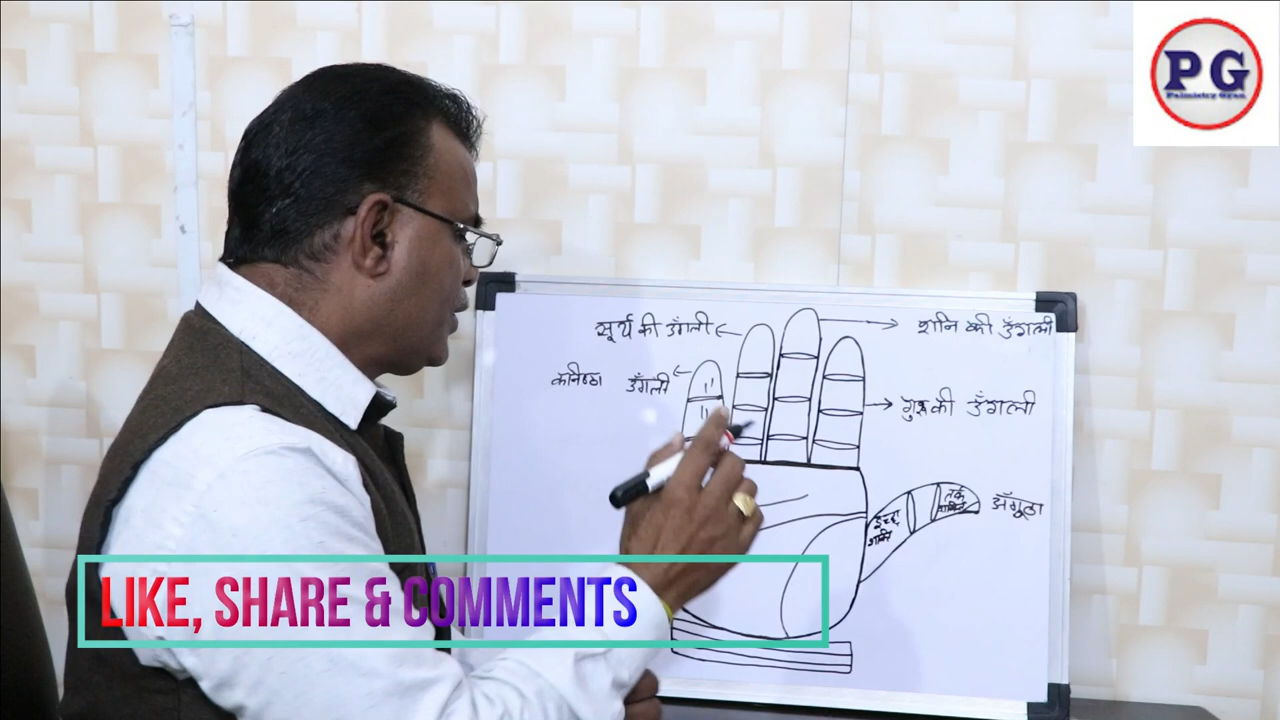 PG
Palmistry Gyan
सूर्य की उँगली
शनि की उँगली
कनिष्ठा उँगली
गुरु की उँगली
तर्क
शक्ति
अँगूठा
इच्छा
शक्ति
LIKE, SHARE & COMMENTS